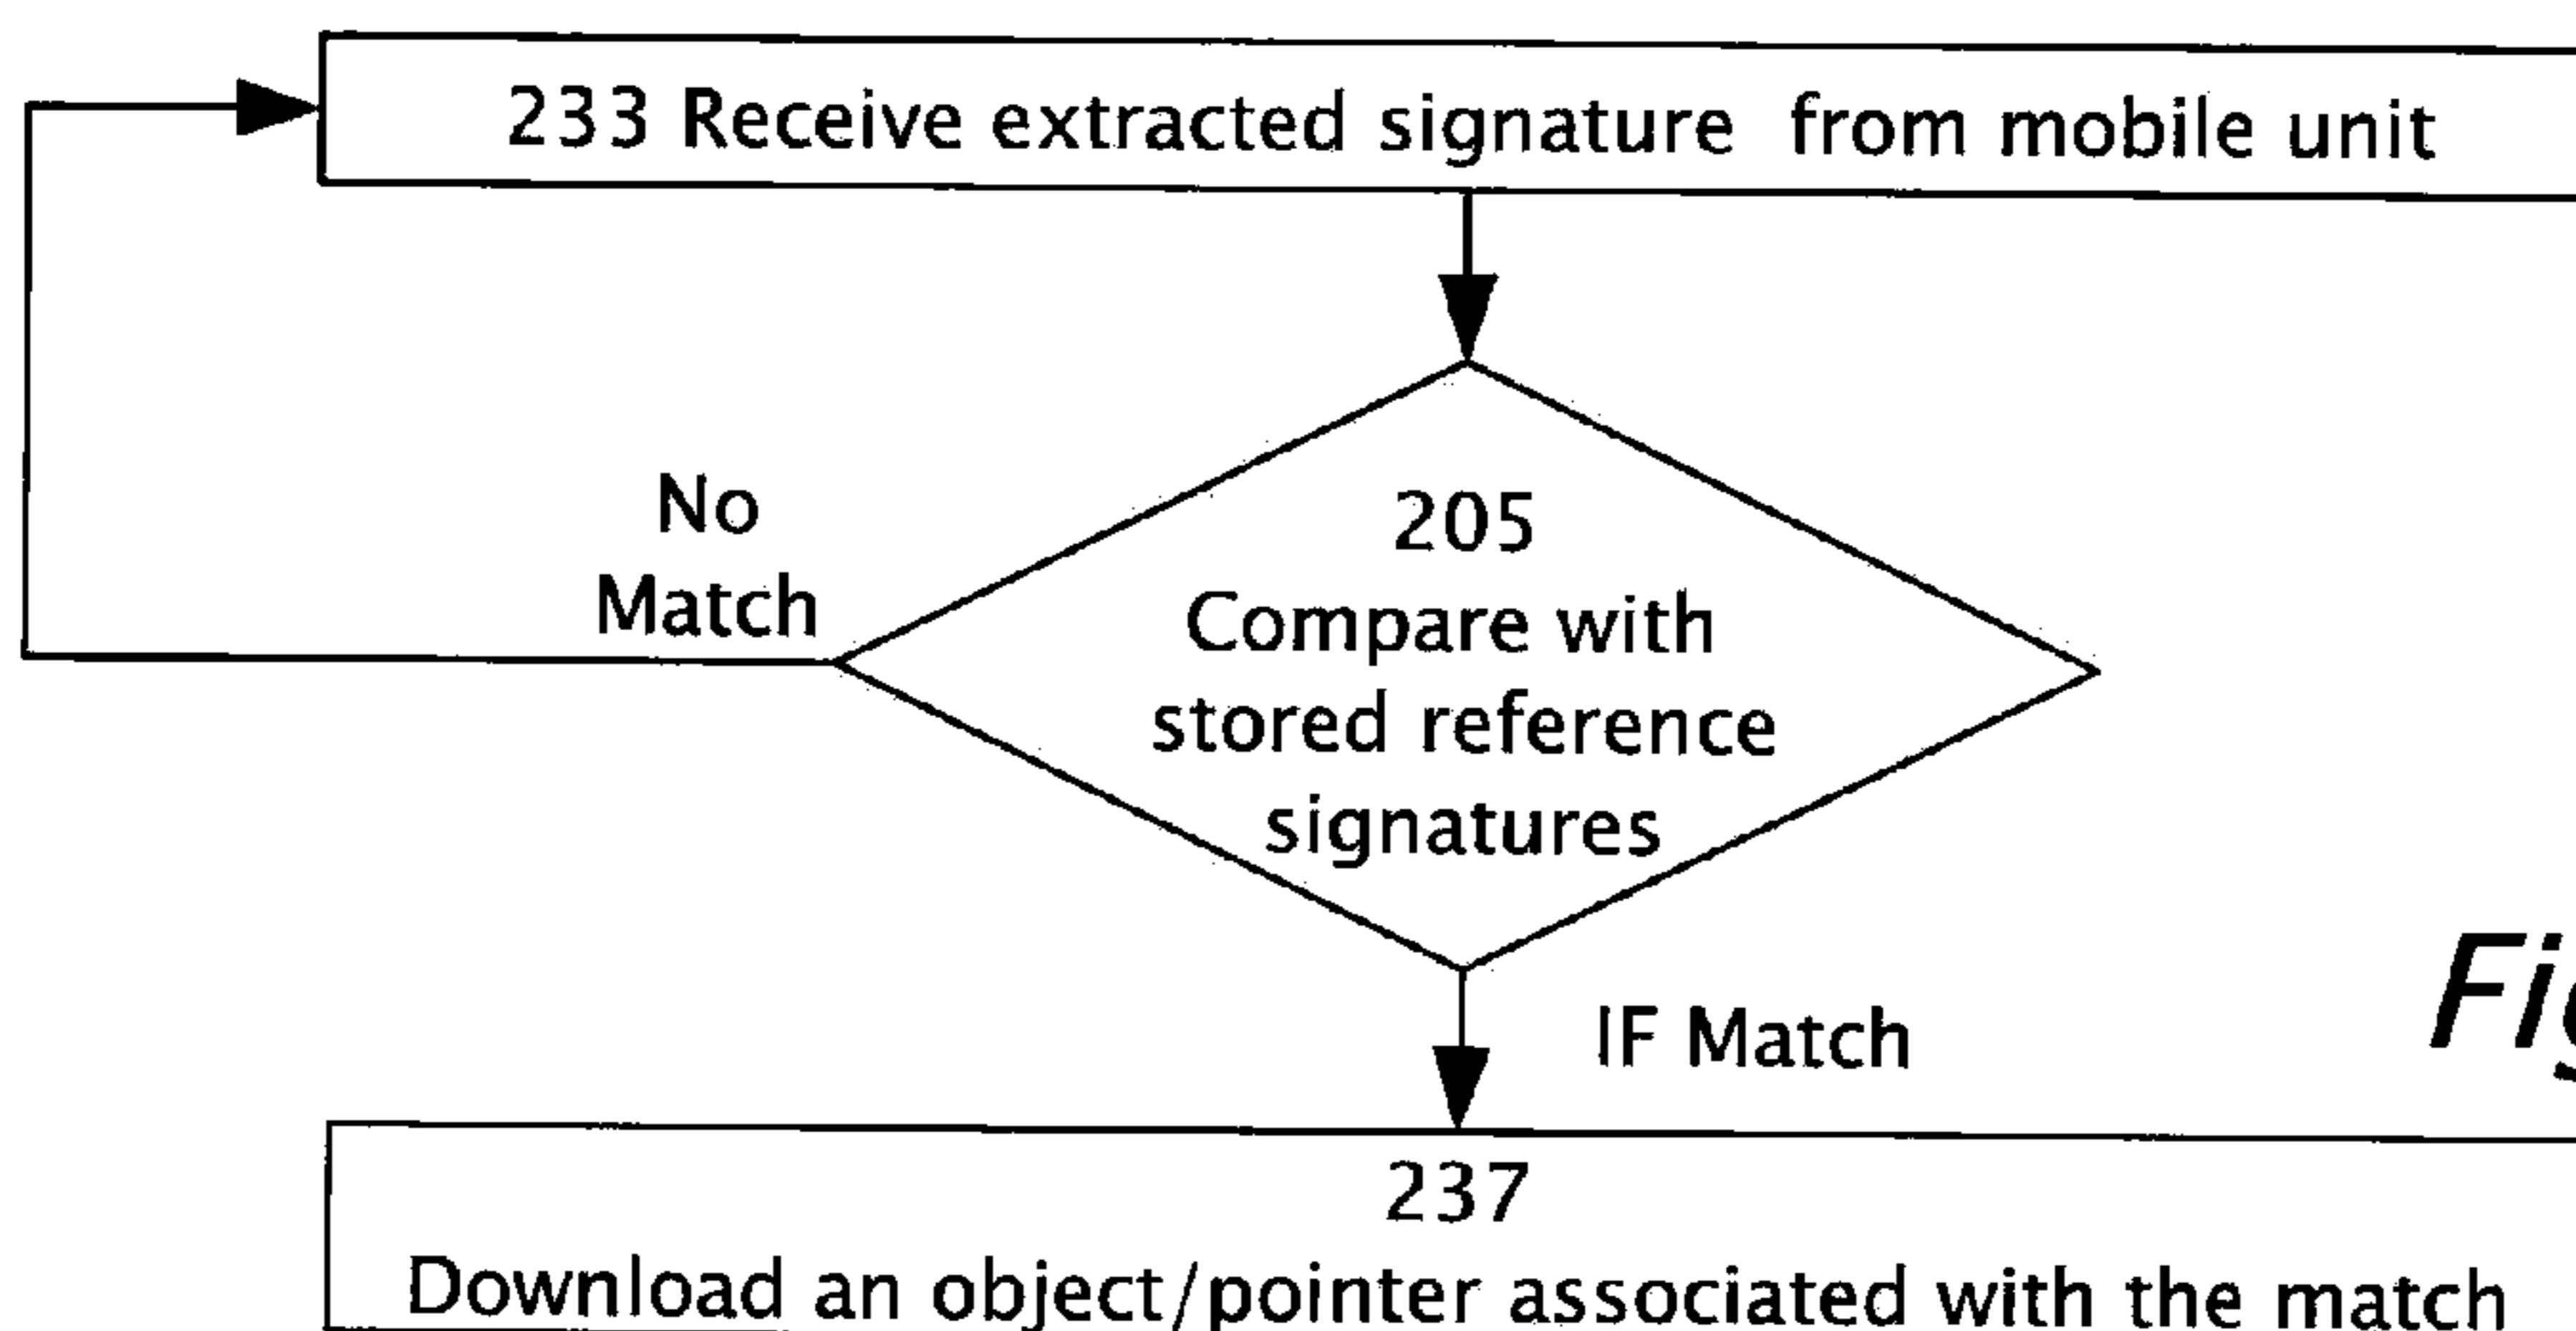 233 Receive extracted signature from mobile unit
No
Match
205
Compare with
stored reference
signatures
IF Match
237
Download an object/pointer associated with the match